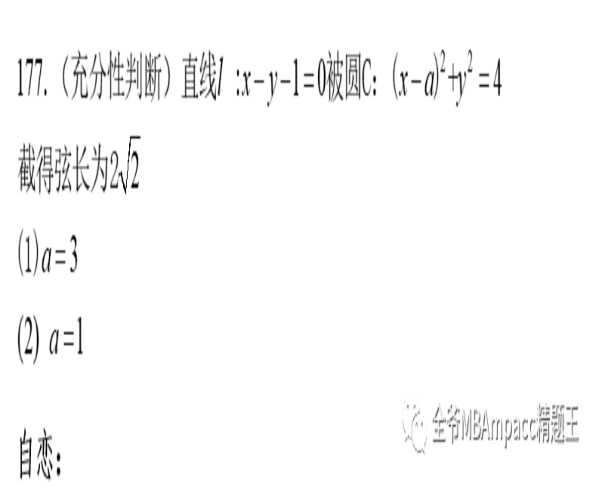 177.（充分性判断）直线l :x−y−1=0被圆C:（x−a)²+y²=4
截得弦长为2√2
(1)a=3
(2) a=1
全爷MBAmpacc精题王
自恋：